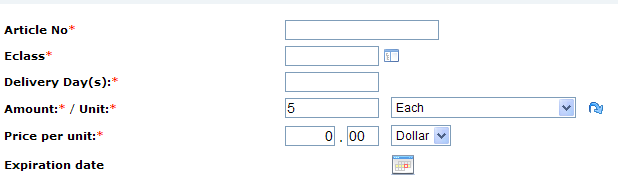 Article No*
Eclass*
Delivery Day(s):*
Amount:* / Unit:* 5 Each
Price per unit:* 0 . 00 Dollar
Expiration date